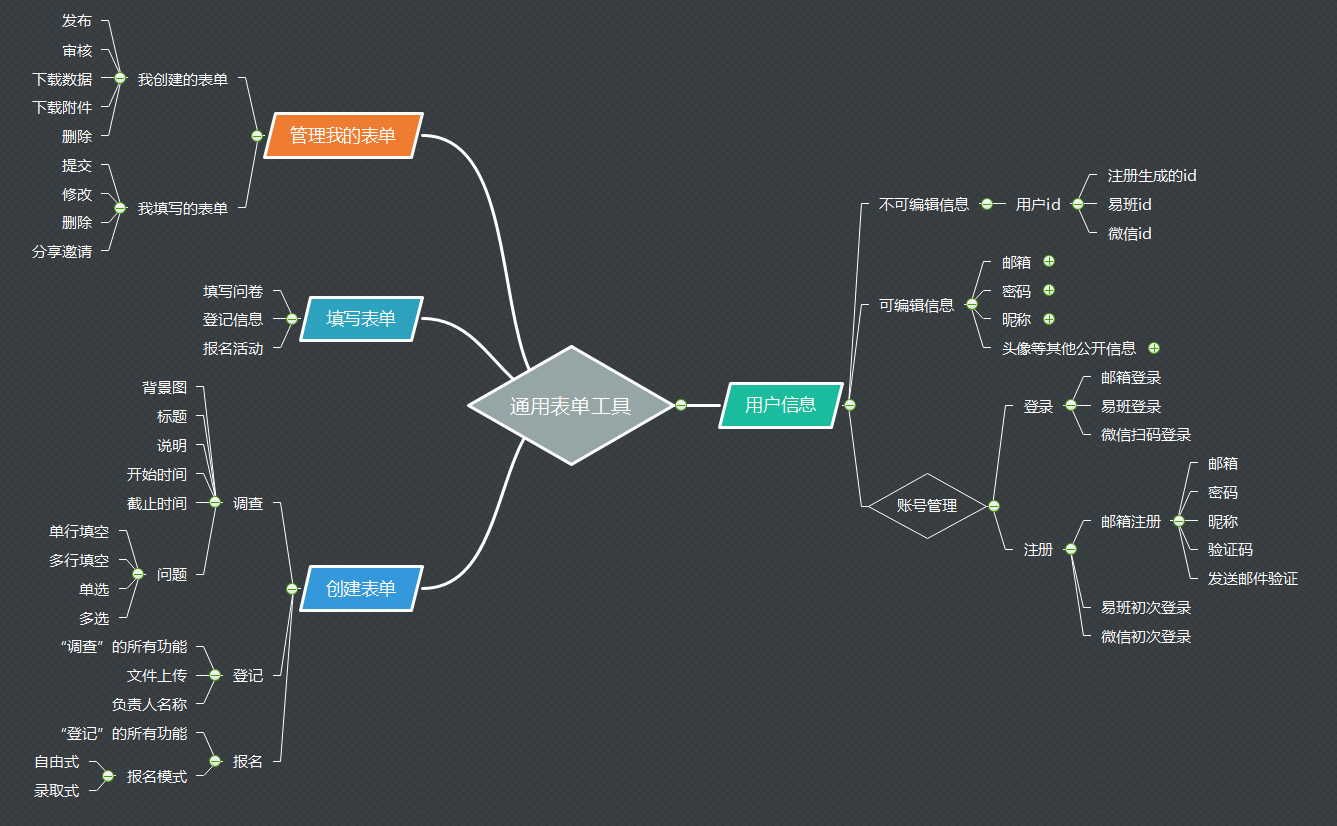 通用表单工具
管理我的表单
我创建的表单
发布
审核
下载数据
下载附件
删除
我填写的表单
提交
修改
删除
分享邀请
填写表单
填写问卷
登记信息
报名活动
创建表单
调查
背景图
标题
说明
开始时间
截止时间
问题
单行填空
多行填空
单选
多选
登记
“调查”的所有功能
文件上传
负责人名称
报名
“登记”的所有功能
报名模式
自由式
录取式
用户信息
不可编辑信息
用户id
注册生成的id
易班id
微信id
可编辑信息
邮箱
密码
昵称
头像等其他公开信息
账号管理
登录
邮箱登录
易班登录
微信扫码登录
注册
邮箱注册
邮箱
密码
昵称
验证码
发送邮件验证
易班初次登录
微信初次登录